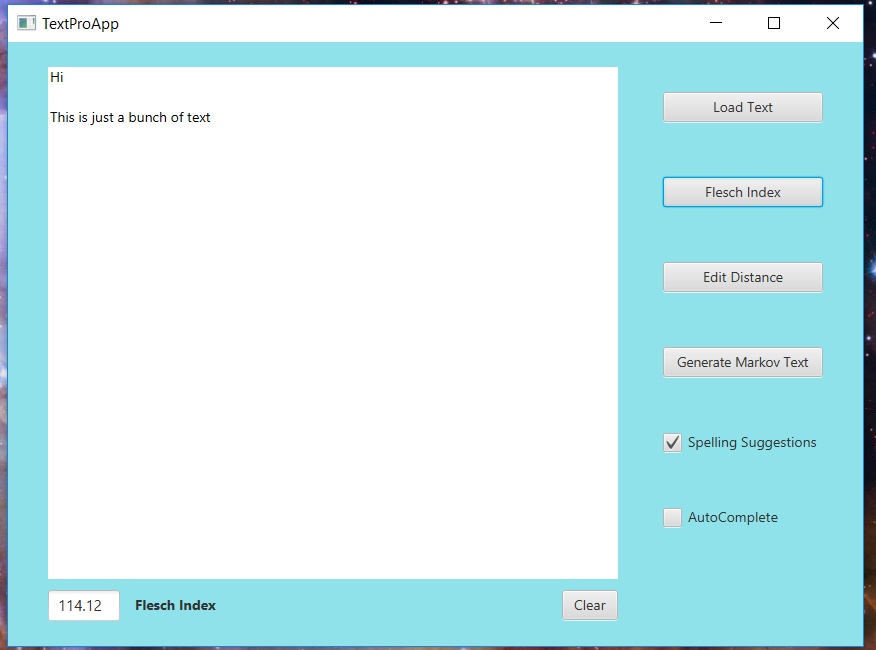 TextProApp
Hi
This is just a bunch of text
Load Text
Flesch Index
Edit Distance
Generate Markov Text
Spelling Suggestions
AutoComplete
114.12 Flesch Index Clear